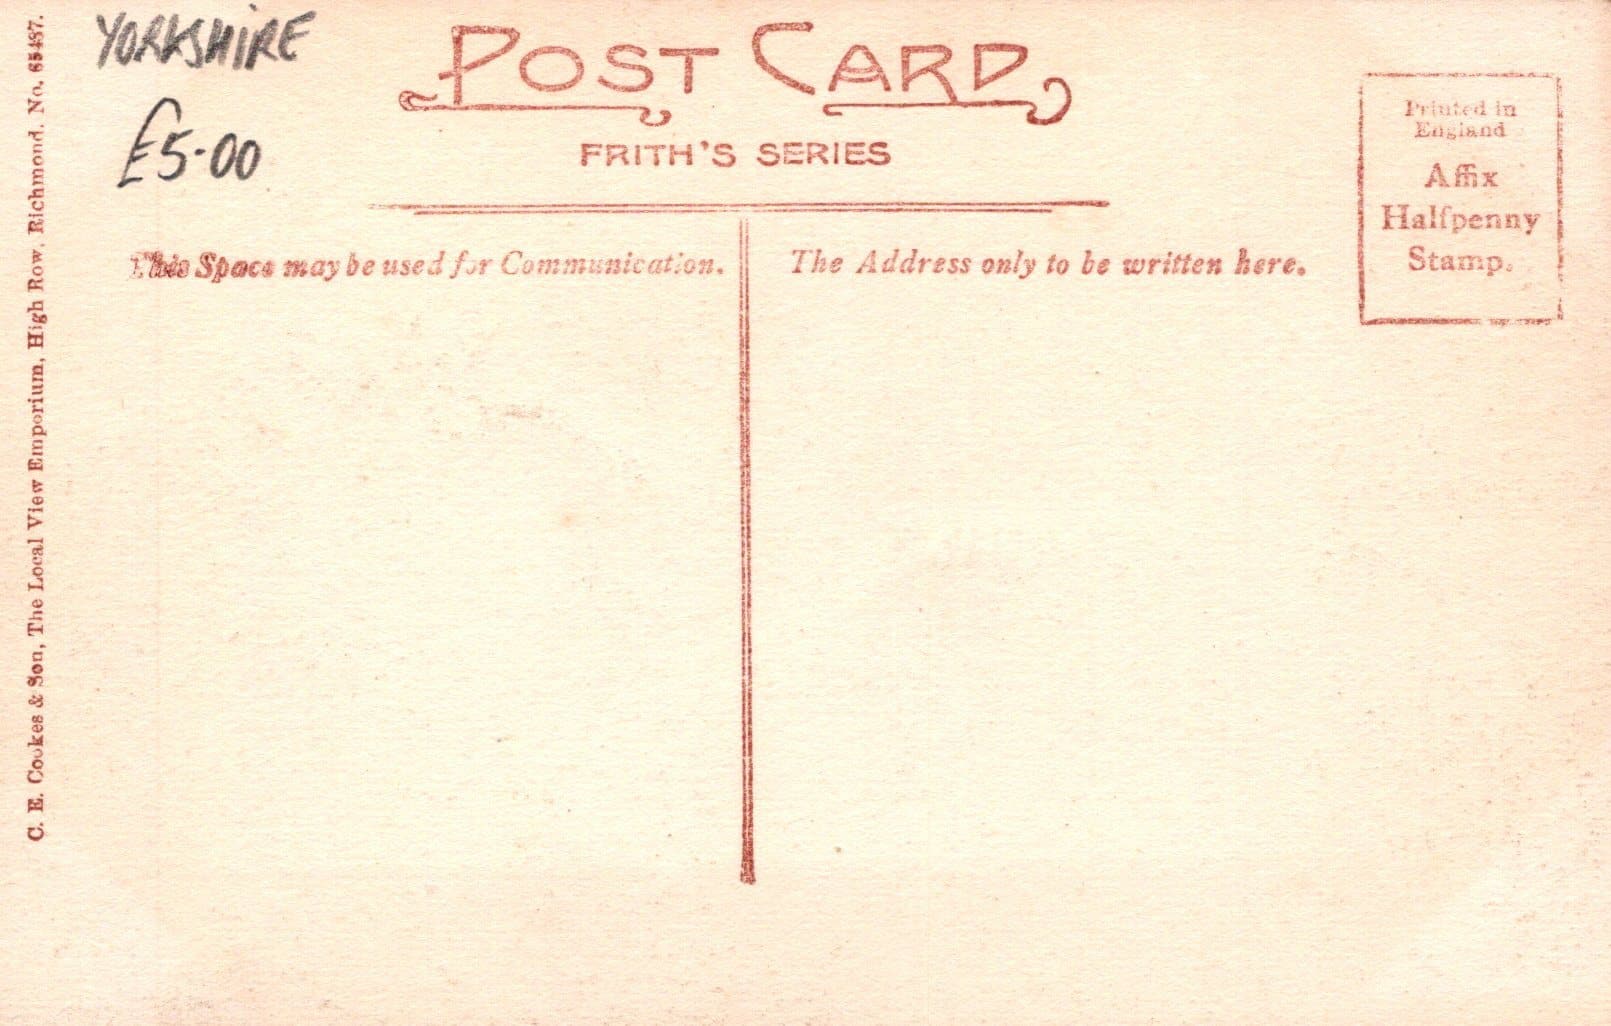 YORKSHIRE
£5-00
POST CARD
FRITH'S SERIES
This Space may be used for Communication.
The Address only to be written here.
Printed in
England
Affix
Halfpenny
Stamp.
C. E. Cookes & Son, The Local View Emporium, High Row, Richmond. No.